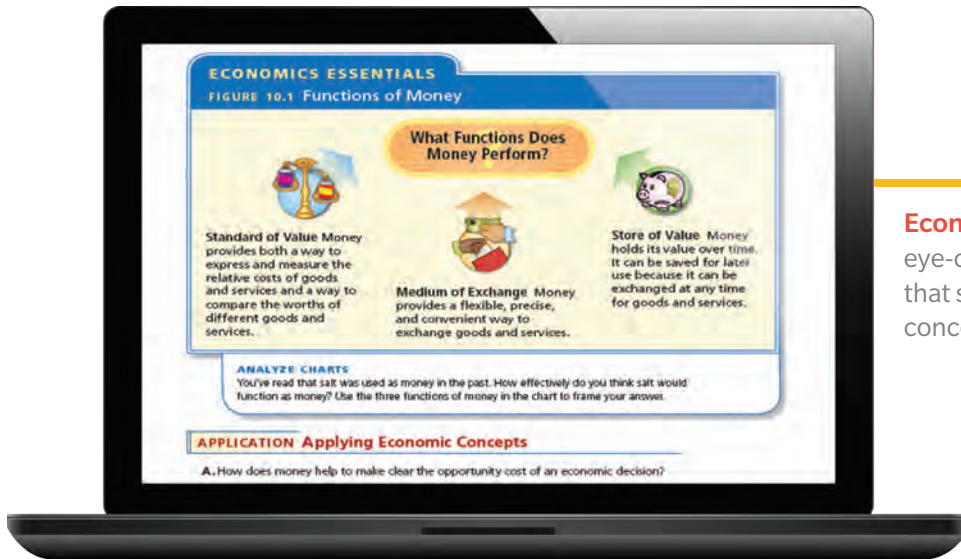 ECONOMICS ESSENTIALS
FIGURE 10.1 Functions of Money
What Functions Does
Money Perform?
Standard of Value Money
provides both a way to
express and measure the
relative costs of goods
and services and a way to
compare the worths of
different goods and
services.
Medium of Exchange Money
provides a flexible, precise,
and convenient way to
exchange goods and services.
Store of Value Money
holds its value over time.
It can be saved for later
use because it can be
exchanged at any time
for goods and services.
ANALYZE CHARTS
You've read that salt was used as money in the past. How effectively do you think salt would
function as money? Use the three functions of money in the chart to frame your answer.
APPLICATION Applying Economic Concepts
A. How does money help to make clear the opportunity cost of an economic decision?
Econ
eye-c
that s
conce